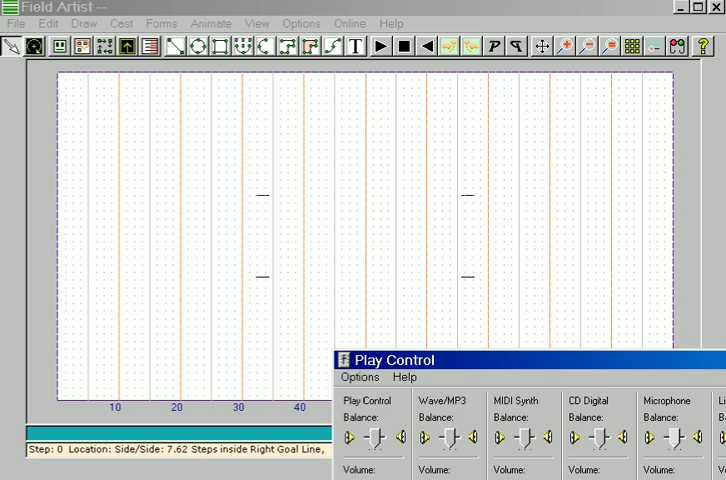 Field Artist --
File Edit Draw Cast Forms Animate View Options Online Help
T P P ?
10 20 30 40
Step: 0 Location: Side/Side: 7.62 Steps inside Right Goal Line,
Play Control
Options Help
Play Control Wave/MP3 MIDI Synth CD Digital Microphone Li
Balance: Balance: Balance: Balance: Balance:
Volume: Volume: Volume: Volume: Volume: